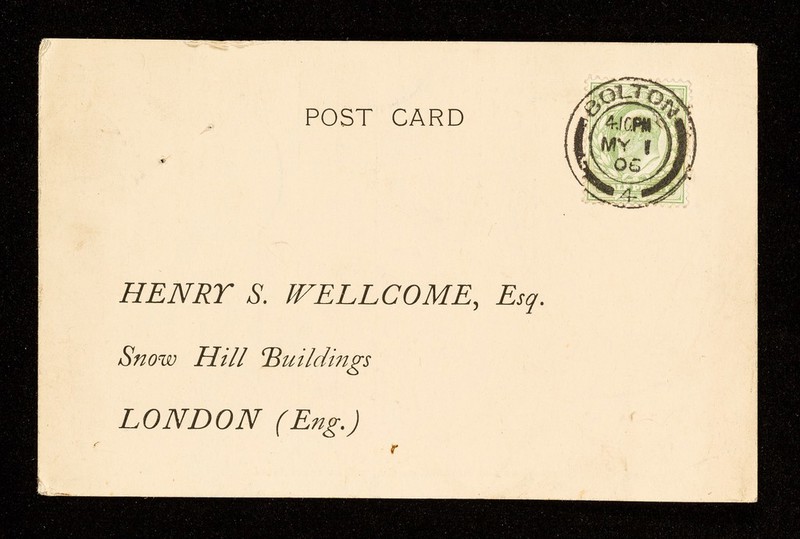 POST CARD
BOLTON
4.10PM
MY 1
06
4
HENRY S. WELLCOME, Esq.
Snow Hill Buildings
LONDON (Eng.)